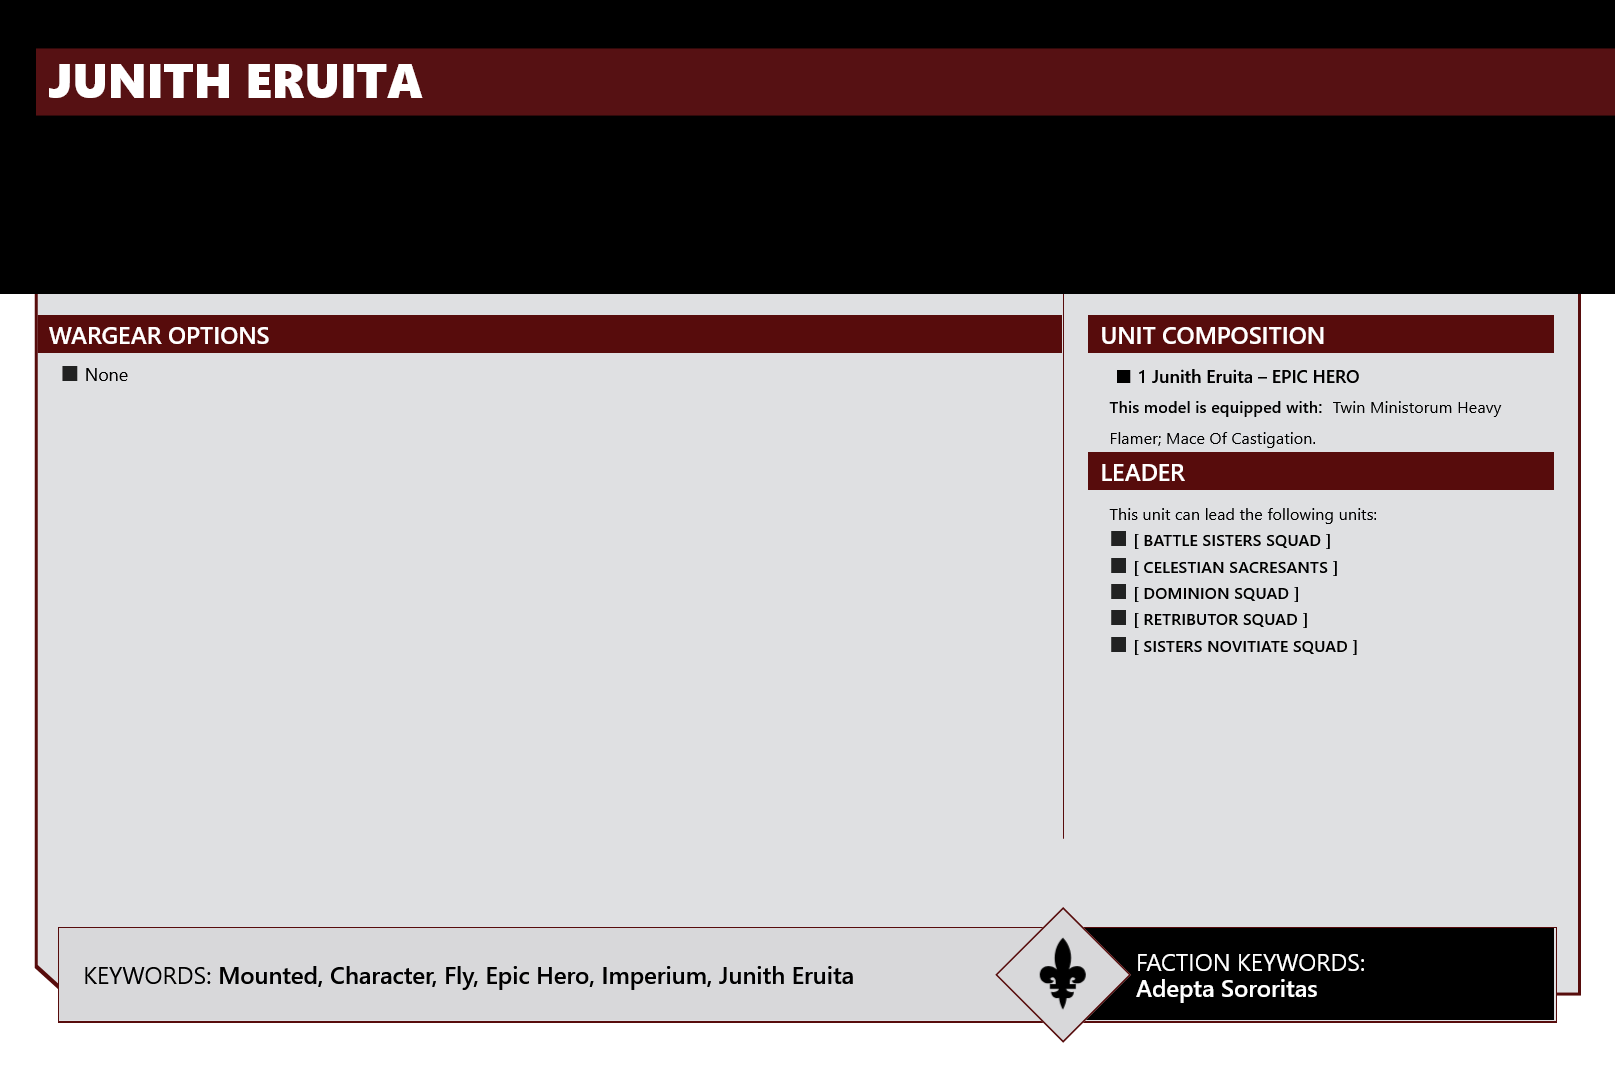 JUNITH ERUITA
WARGEAR OPTIONS
None
UNIT COMPOSITION
1 Junith Eruita – EPIC HERO
This model is equipped with: Twin Ministorum Heavy
Flamer; Mace Of Castigation.
LEADER
This unit can lead the following units:
[ BATTLE SISTERS SQUAD ]
[ CELESTIAN SACRESANTS ]
[ DOMINION SQUAD ]
[ RETRIBUTOR SQUAD ]
[ SISTERS NOVITIATE SQUAD ]
KEYWORDS: Mounted, Character, Fly, Epic Hero, Imperium, Junith Eruita
FACTION KEYWORDS:
Adepta Sororitas